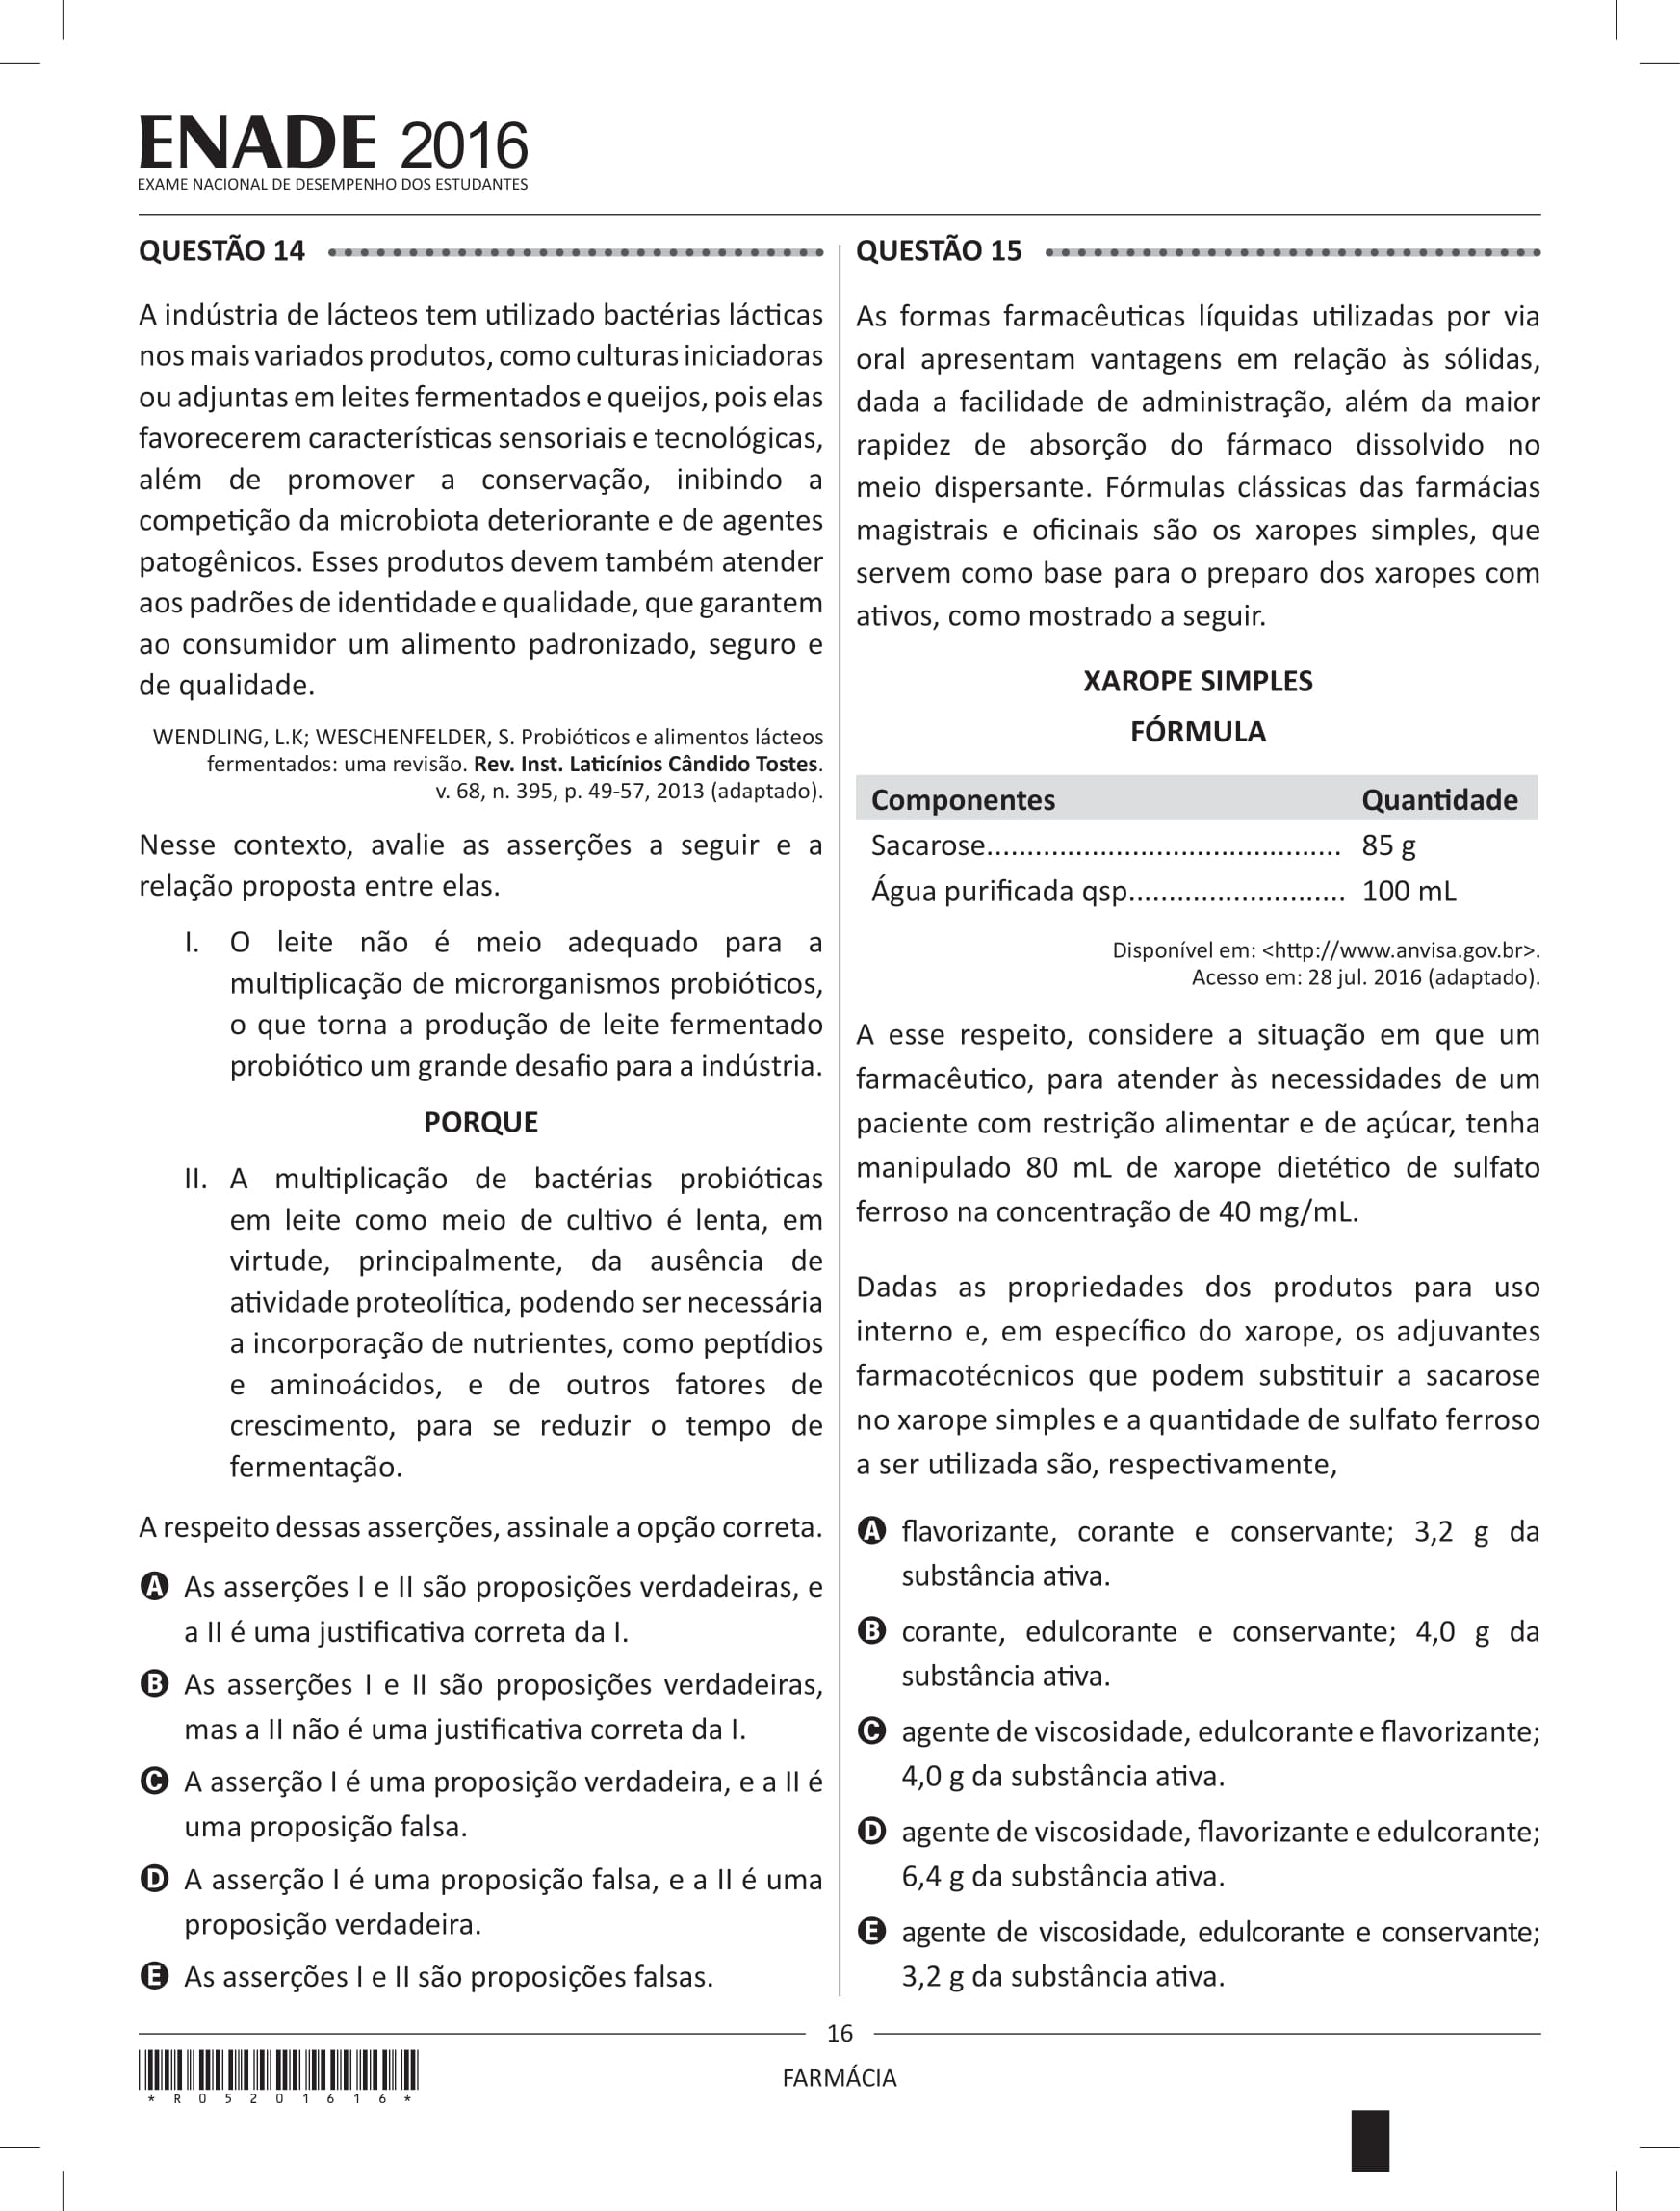 ENADE 2016
EXAME NACIONAL DE DESEMPENHO DOS ESTUDANTES
QUESTÃO 14
A indústria de lácteos tem utilizado bactérias lácticas
nos mais variados produtos, como culturas iniciadoras
ou adjuntas em leites fermentados e queijos, pois elas
favorecerem características sensoriais e tecnológicas,
além de promover a conservação, inibindo a
competição da microbiota deteriorante e de agentes
patogênicos. Esses produtos devem também atender
aos padrões de identidade e qualidade, que garantem
ao consumidor um alimento padronizado, seguro e
de qualidade.
WENDLING, L.K; WESCHENFELDER, S. Probióticos e alimentos lácteos
fermentados: uma revisão. Rev. Inst. Laticínios Cândido Tostes.
v. 68, n. 395, p. 49-57, 2013 (adaptado).
Nesse contexto, avalie as asserções a seguir e a
relação proposta entre elas.
I. O leite não é meio adequado para a
multiplicação de microrganismos probióticos,
o que torna a produção de leite fermentado
probiótico um grande desafio para a indústria.
PORQUE
II. A multiplicação de bactérias probióticas
em leite como meio de cultivo é lenta, em
virtude, principalmente, da ausência de
atividade proteolítica, podendo ser necessária
a incorporação de nutrientes, como peptídios
e aminoácidos, e de outros fatores de
crescimento, para se reduzir o tempo de
fermentação.
A respeito dessas asserções, assinale a opção correta.
A As asserções I e II são proposições verdadeiras, e
a II é uma justificativa correta da I.
B As asserções I e II são proposições verdadeiras,
mas a II não é uma justificativa correta da I.
C A asserção I é uma proposição verdadeira, e a II é
uma proposição falsa.
D A asserção I é uma proposição falsa, e a II é uma
proposição verdadeira.
E As asserções I e II são proposições falsas.
QUESTÃO 15
As formas farmacêuticas líquidas utilizadas por via
oral apresentam vantagens em relação às sólidas,
dada a facilidade de administração, além da maior
rapidez de absorção do fármaco dissolvido no
meio dispersante. Fórmulas clássicas das farmácias
magistrais e oficinais são os xaropes simples, que
servem como base para o preparo dos xaropes com
ativos, como mostrado a seguir.
XAROPE SIMPLES
FÓRMULA
Componentes Quantidade
Sacarose............................................ 85 g
Água purificada qsp........................... 100 mL
Disponível em: <http://www.anvisa.gov.br>.
Acesso em: 28 jul. 2016 (adaptado).
A esse respeito, considere a situação em que um
farmacêutico, para atender às necessidades de um
paciente com restrição alimentar e de açúcar, tenha
manipulado 80 mL de xarope dietético de sulfato
ferroso na concentração de 40 mg/mL.
Dadas as propriedades dos produtos para uso
interno e, em específico do xarope, os adjuvantes
farmacotécnicos que podem substituir a sacarose
no xarope simples e a quantidade de sulfato ferroso
a ser utilizada são, respectivamente,
A flavorizante, corante e conservante; 3,2 g da
substância ativa.
B corante, edulcorante e conservante; 4,0 g da
substância ativa.
C agente de viscosidade, edulcorante e flavorizante;
4,0 g da substância ativa.
D agente de viscosidade, flavorizante e edulcorante;
6,4 g da substância ativa.
E agente de viscosidade, edulcorante e conservante;
3,2 g da substância ativa.
16
FARMÁCIA
* R 0 5 2 0 1 6 1 6 *